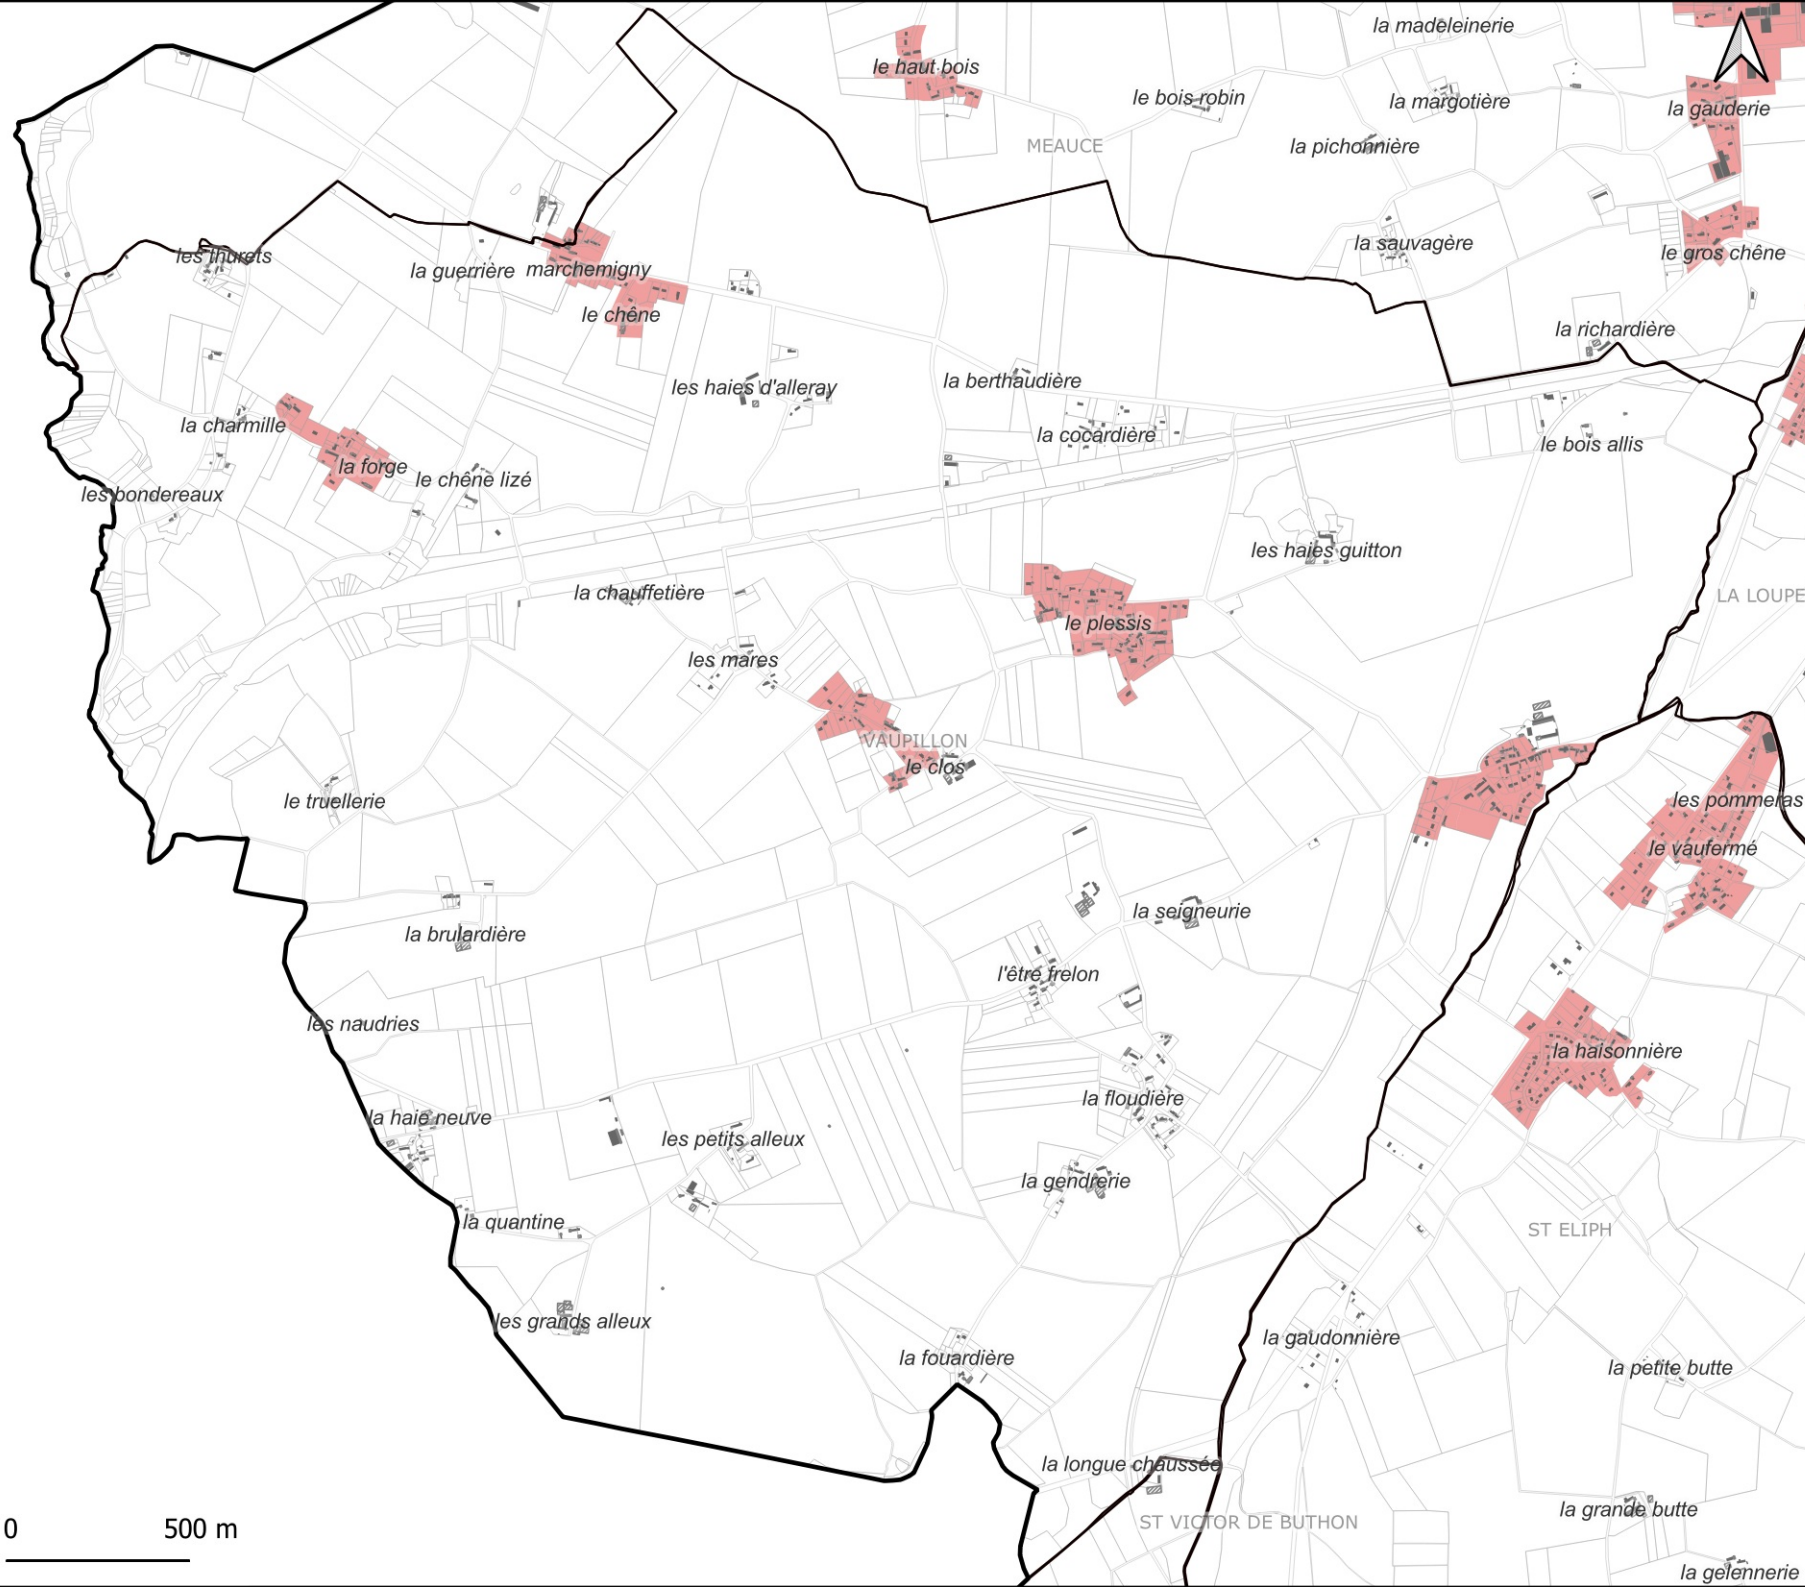 la madeleinerie
le haut bois
le bois robin
la margotière
la gauderie
MEAUCE
la pichonnière
la sauvagère
le gros chêne
les thurets
la guerrière
marchemigny
le chêne
la richardière
les haies d'alleray
la berthaudière
la charmille
la cocardière
le bois allis
la forge
le chêne lizé
les bondereaux
les haies guitton
la chauffetière
LA LOUPE
le plessis
les mares
VAUPILLON
le clos
le truellerie
les pommeras
le vaufermé
la seigneurie
la brulardière
l'être frelon
les naudries
la haisonnière
la floudière
la haie neuve
les petits alleux
la gendrerie
la quantine
ST ELIPH
les grands alleux
la gaudonnière
la fouardière
la petite butte
la longue chaussée
la grande butte
ST VICTOR DE BUTHON
0 500 m
la gelennerie